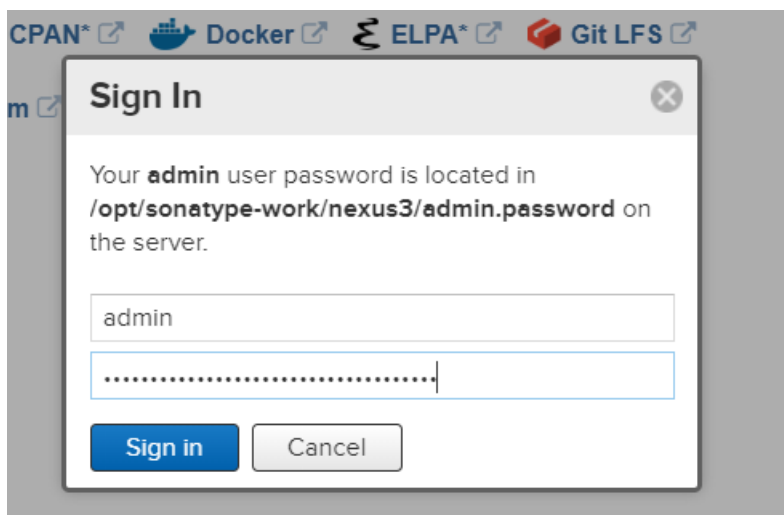 CPAN* Docker ELPA* Git LFS
m
Sign In
Your admin user password is located in
/opt/sonatype-work/nexus3/admin.password on
the server.
admin
••••••••••••••••••••••••••••••••••••
Sign in Cancel